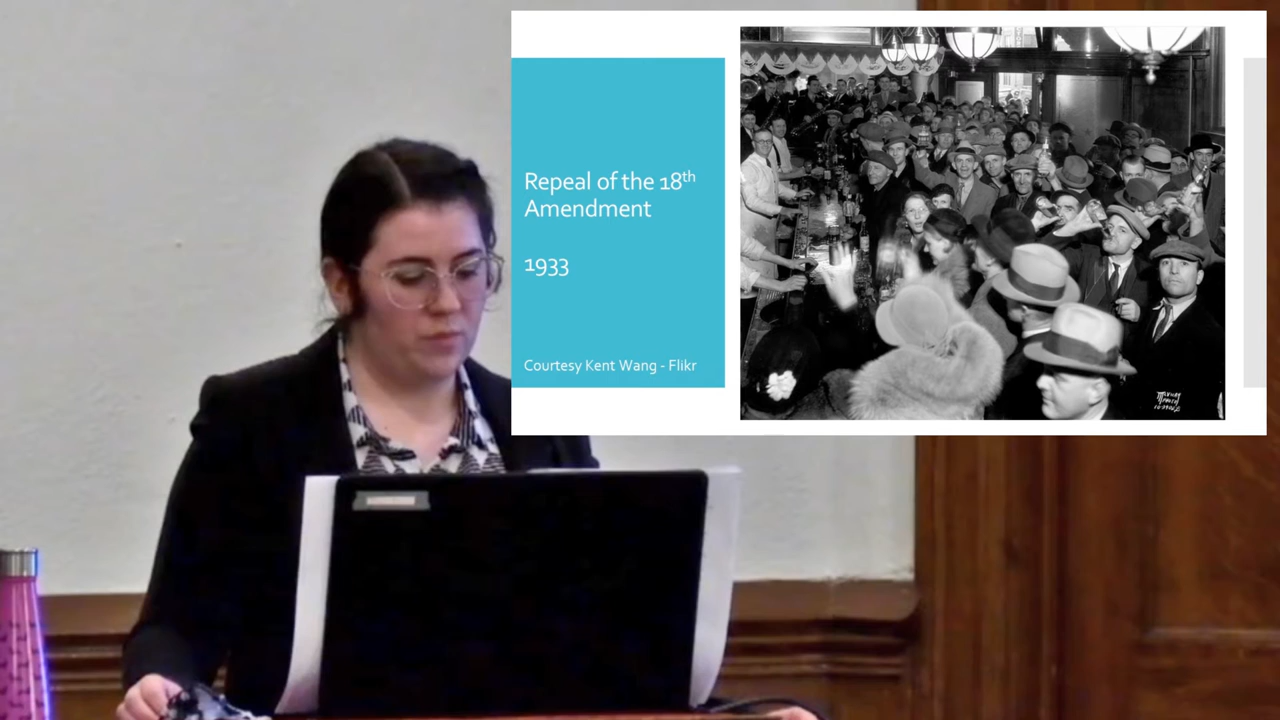 Repeal of the 18th
Amendment
1933
Courtesy Kent Wang - Flikr